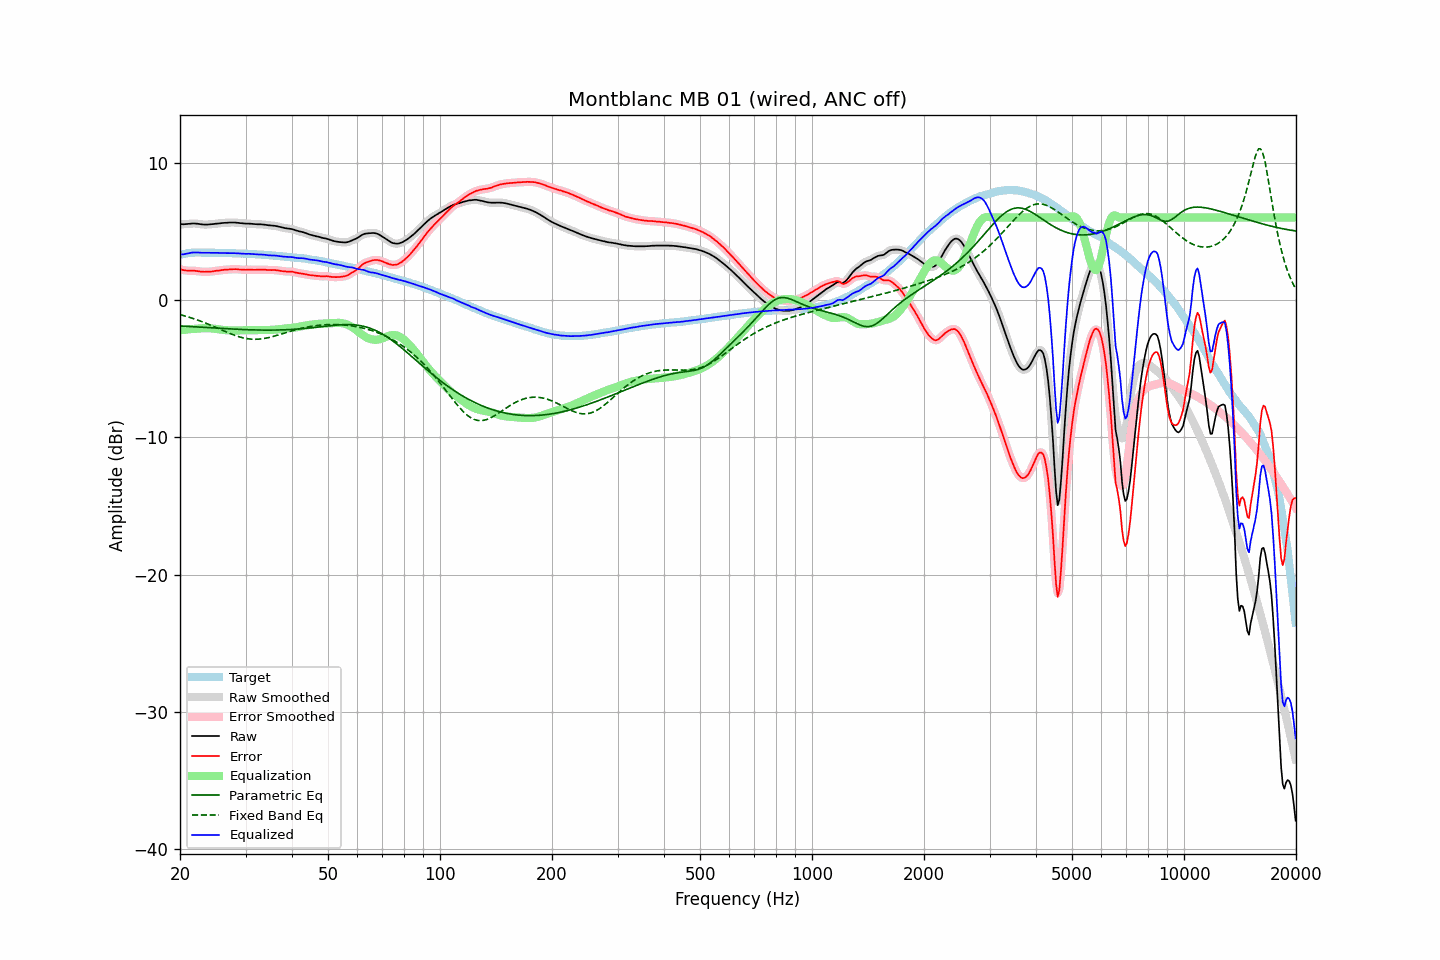 Montblanc MB 01 (wired, ANC off)
Amplitude (dBr)
10
0
−10
−20
−30
−40
Target
Raw Smoothed
Error Smoothed
Raw
Error
Equalization
Parametric Eq
Fixed Band Eq
Equalized
20 50 100 200 500 1000 2000 5000 10000 20000
Frequency (Hz)